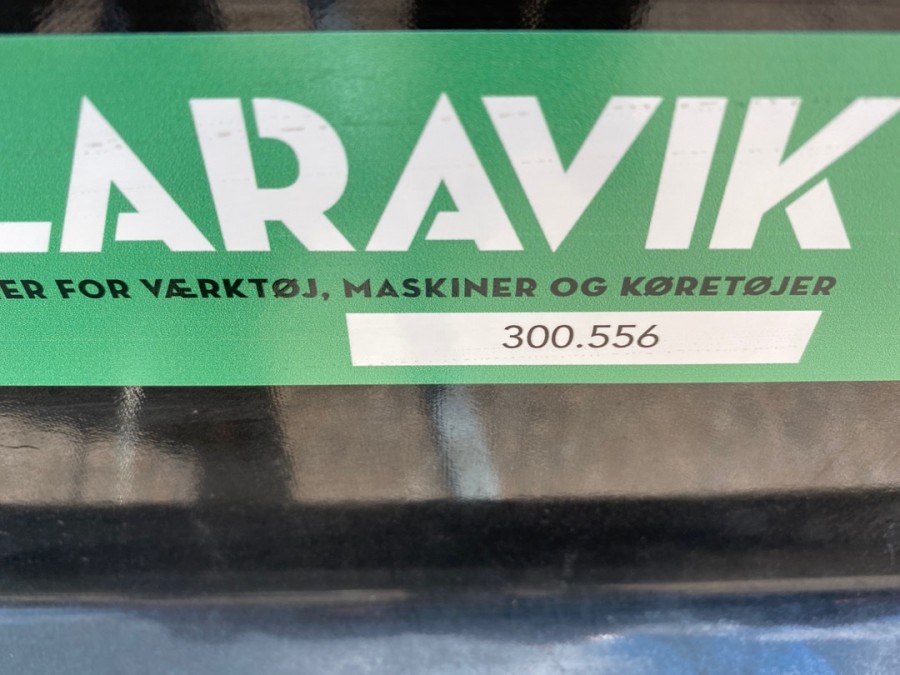 LARAVIK
ER FOR VÆRKTØJ, MASKINER OG KØRETØJER
300.556